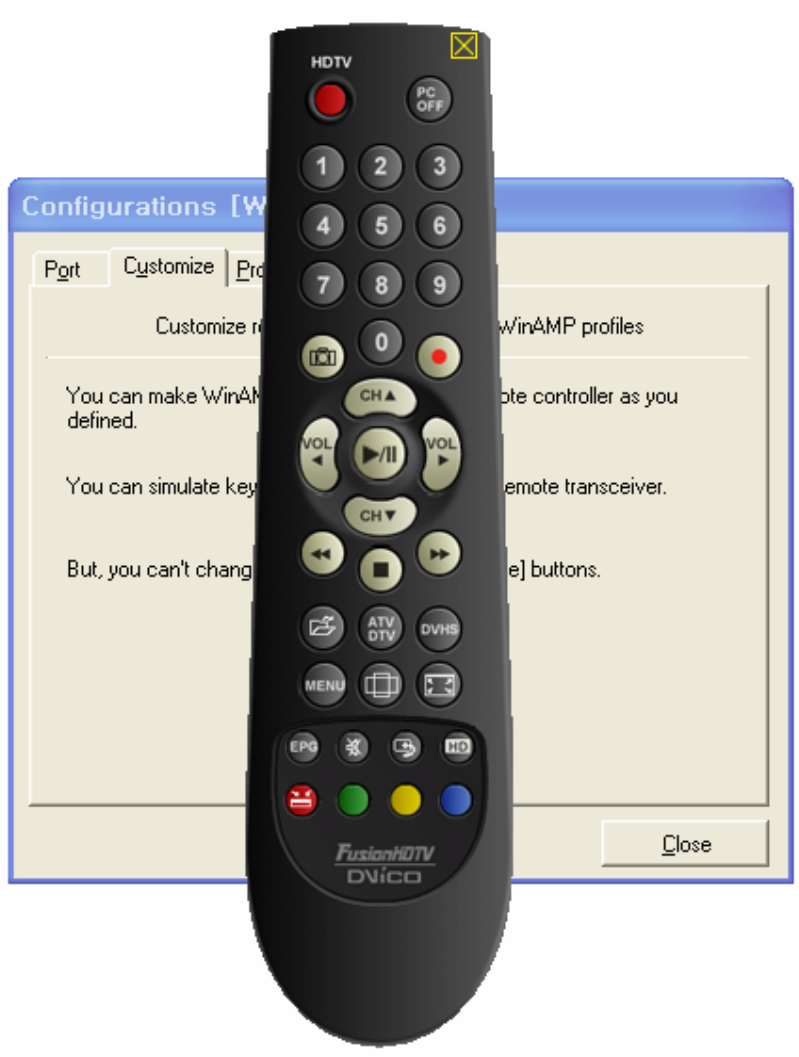 HDTV
PC
OFF
1 2 3
Configurations [W
4 5 6
Port Customize Pro
7 8 9
Customize r WinAMP profiles
0
You can make WinAM ote controller as you
defined.
CH▲
VOL
◄
▶/II
VOL
►
You can simulate key emote transceiver.
CH▼
But, you can't chang e] buttons.
ATV
DTV
DVHS
MENU
EPG HD
Close
FusionHDTV
DVICO